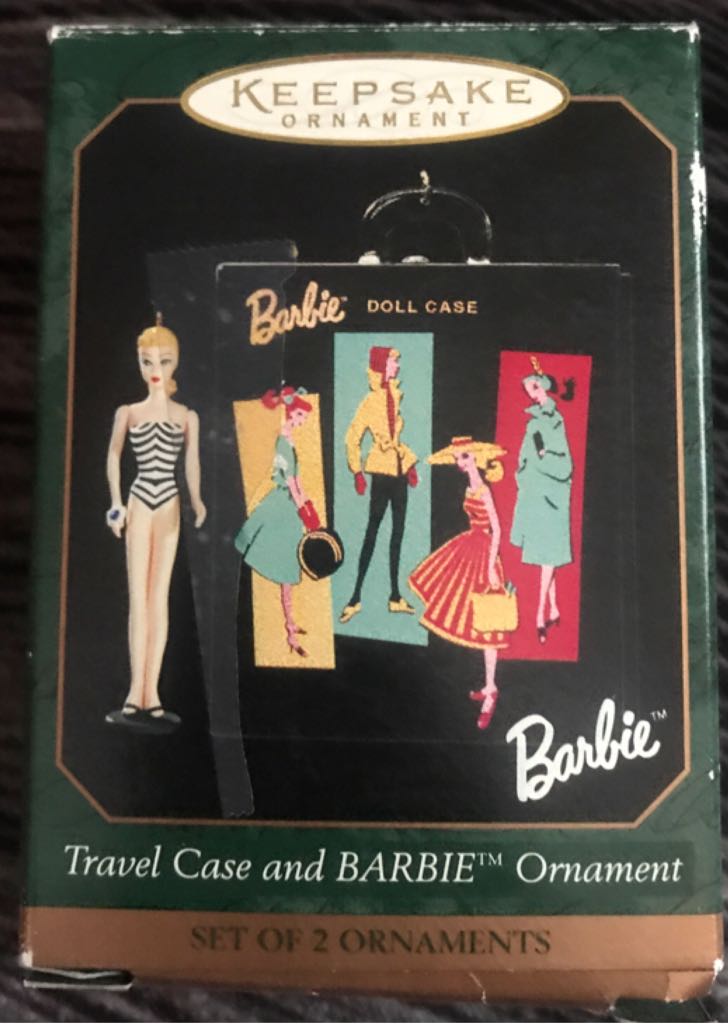 KEEPSAKE
ORNAMENT
Barbie™ DOLL CASE
Barbie™
Travel Case and BARBIE™ Ornament
SET OF 2 ORNAMENTS